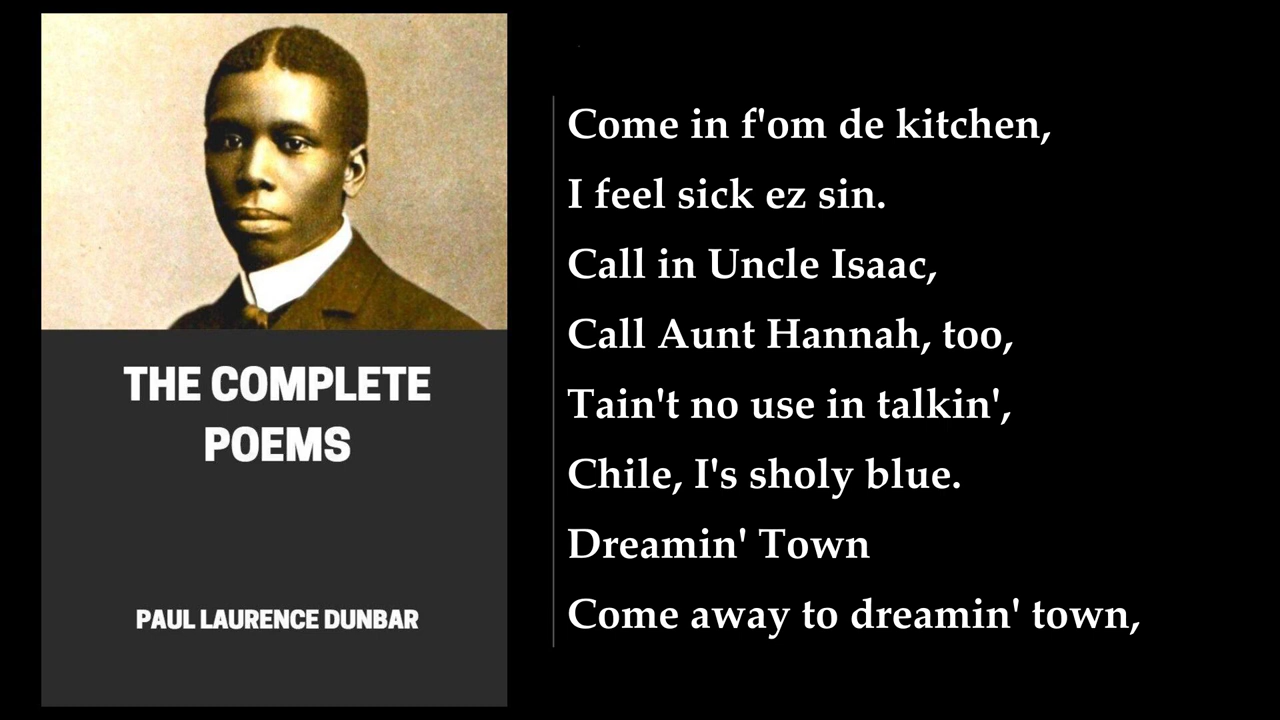 THE COMPLETE
POEMS
PAUL LAURENCE DUNBAR
Come in f'om de kitchen,
I feel sick ez sin.
Call in Uncle Isaac,
Call Aunt Hannah, too,
Tain't no use in talkin',
Chile, I's sholy blue.
Dreamin' Town
Come away to dreamin' town,